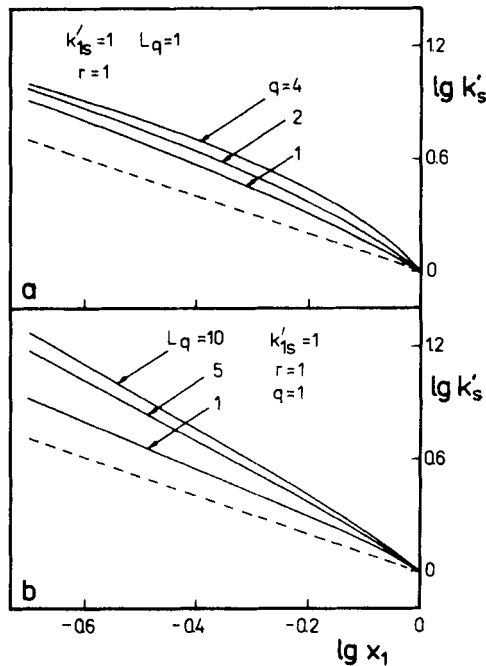 k'1s=1 Lq=1
r=1
q=4
2
1
1.2
lg k's
0.6
0
a
Lq=10
5
1
k'1s=1
r=1
q=1
1.2
lg k's
0.6
0
b
-0.6 -0.4 -0.2 0
lg x1